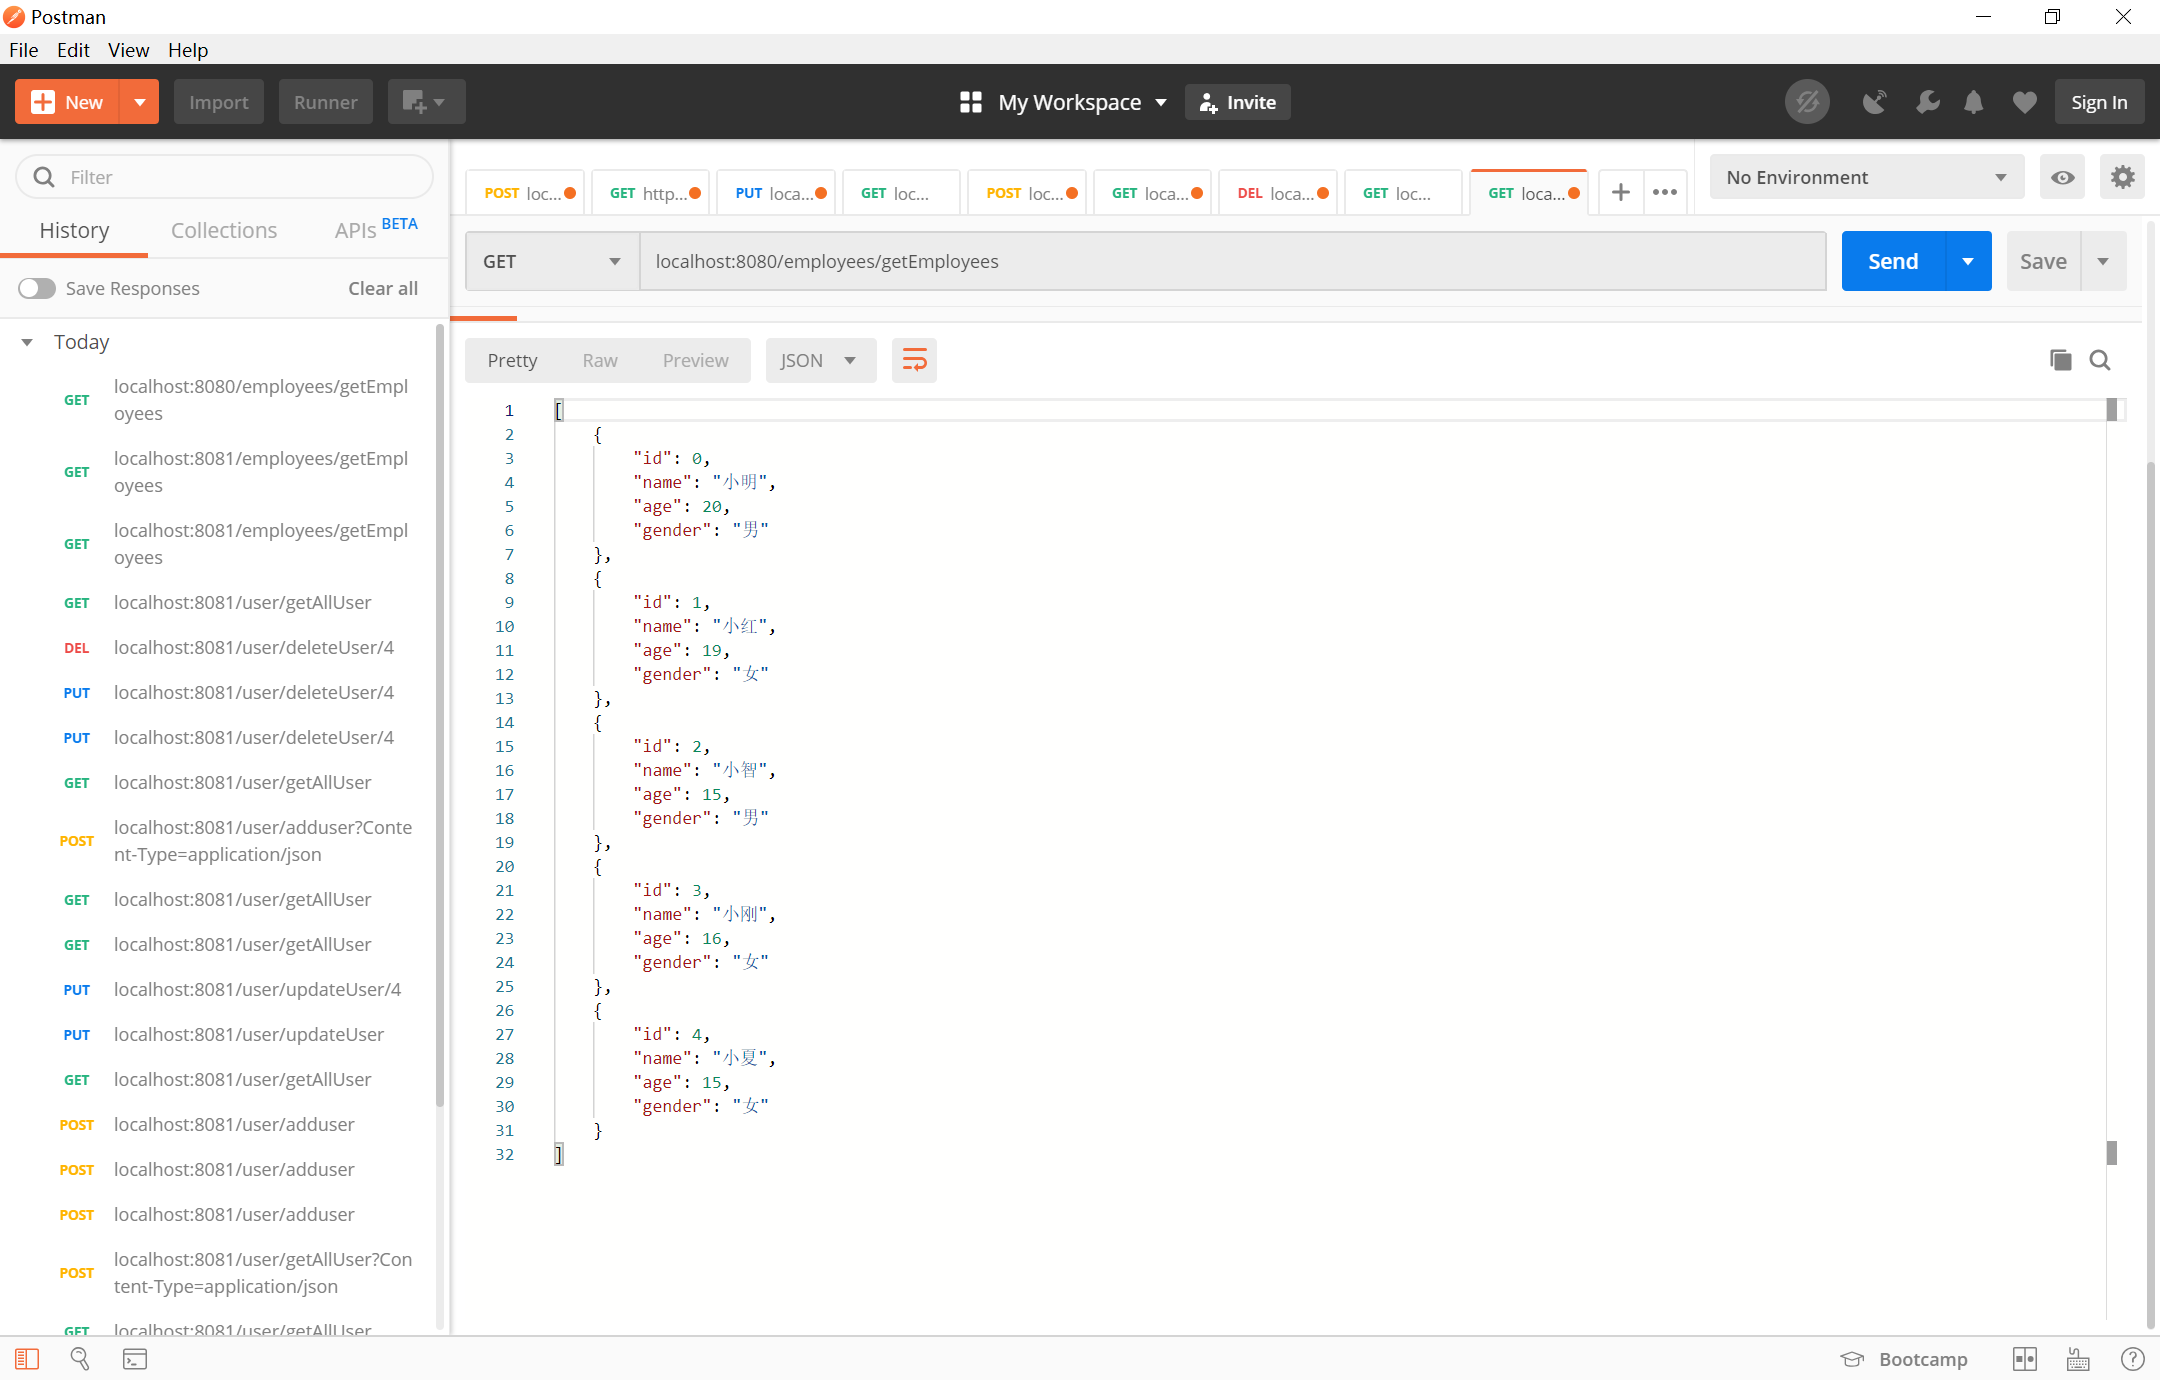 Postman
File Edit View Help
New Import Runner My Workspace Invite Sign In
Filter
History Collections APIs BETA
Save Responses Clear all
Today
GET localhost:8080/employees/getEmpl
oyees
GET localhost:8081/employees/getEmpl
oyees
GET localhost:8081/employees/getEmpl
oyees
GET localhost:8081/user/getAllUser
DEL localhost:8081/user/deleteUser/4
PUT localhost:8081/user/deleteUser/4
PUT localhost:8081/user/deleteUser/4
GET localhost:8081/user/getAllUser
POST localhost:8081/user/adduser?Conte
nt-Type=application/json
GET localhost:8081/user/getAllUser
GET localhost:8081/user/getAllUser
PUT localhost:8081/user/updateUser/4
PUT localhost:8081/user/updateUser
GET localhost:8081/user/getAllUser
POST localhost:8081/user/adduser
POST localhost:8081/user/adduser
POST localhost:8081/user/adduser
POST localhost:8081/user/getAllUser?Con
tent-Type=application/json
GET localhost:8081/user/getAllUser
POST loc... GET http... PUT loca... GET loc... POST loc... GET loca... DEL loca... GET loc... GET loca... + •••
No Environment
GET localhost:8080/employees/getEmployees Send Save
Pretty Raw Preview JSON
1 [
2 {
3 "id": 0,
4 "name": "小明",
5 "age": 20,
6 "gender": "男"
7 },
8 {
9 "id": 1,
10 "name": "小红",
11 "age": 19,
12 "gender": "女"
13 },
14 {
15 "id": 2,
16 "name": "小智",
17 "age": 15,
18 "gender": "男"
19 },
20 {
21 "id": 3,
22 "name": "小刚",
23 "age": 16,
24 "gender": "女"
25 },
26 {
27 "id": 4,
28 "name": "小夏",
29 "age": 15,
30 "gender": "女"
31 }
32 ]
Bootcamp